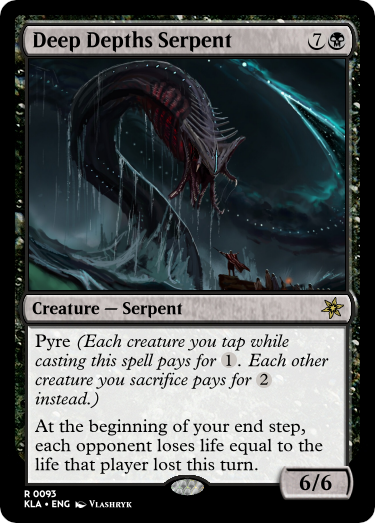 Deep Depths Serpent 7
Creature — Serpent
Pyre (Each creature you tap while
casting this spell pays for 1. Each other
creature you sacrifice pays for 2
instead.)
At the beginning of your end step,
each opponent loses life equal to the
life that player lost this turn.
6/6
R 0093
KLA • ENG Vlashryk